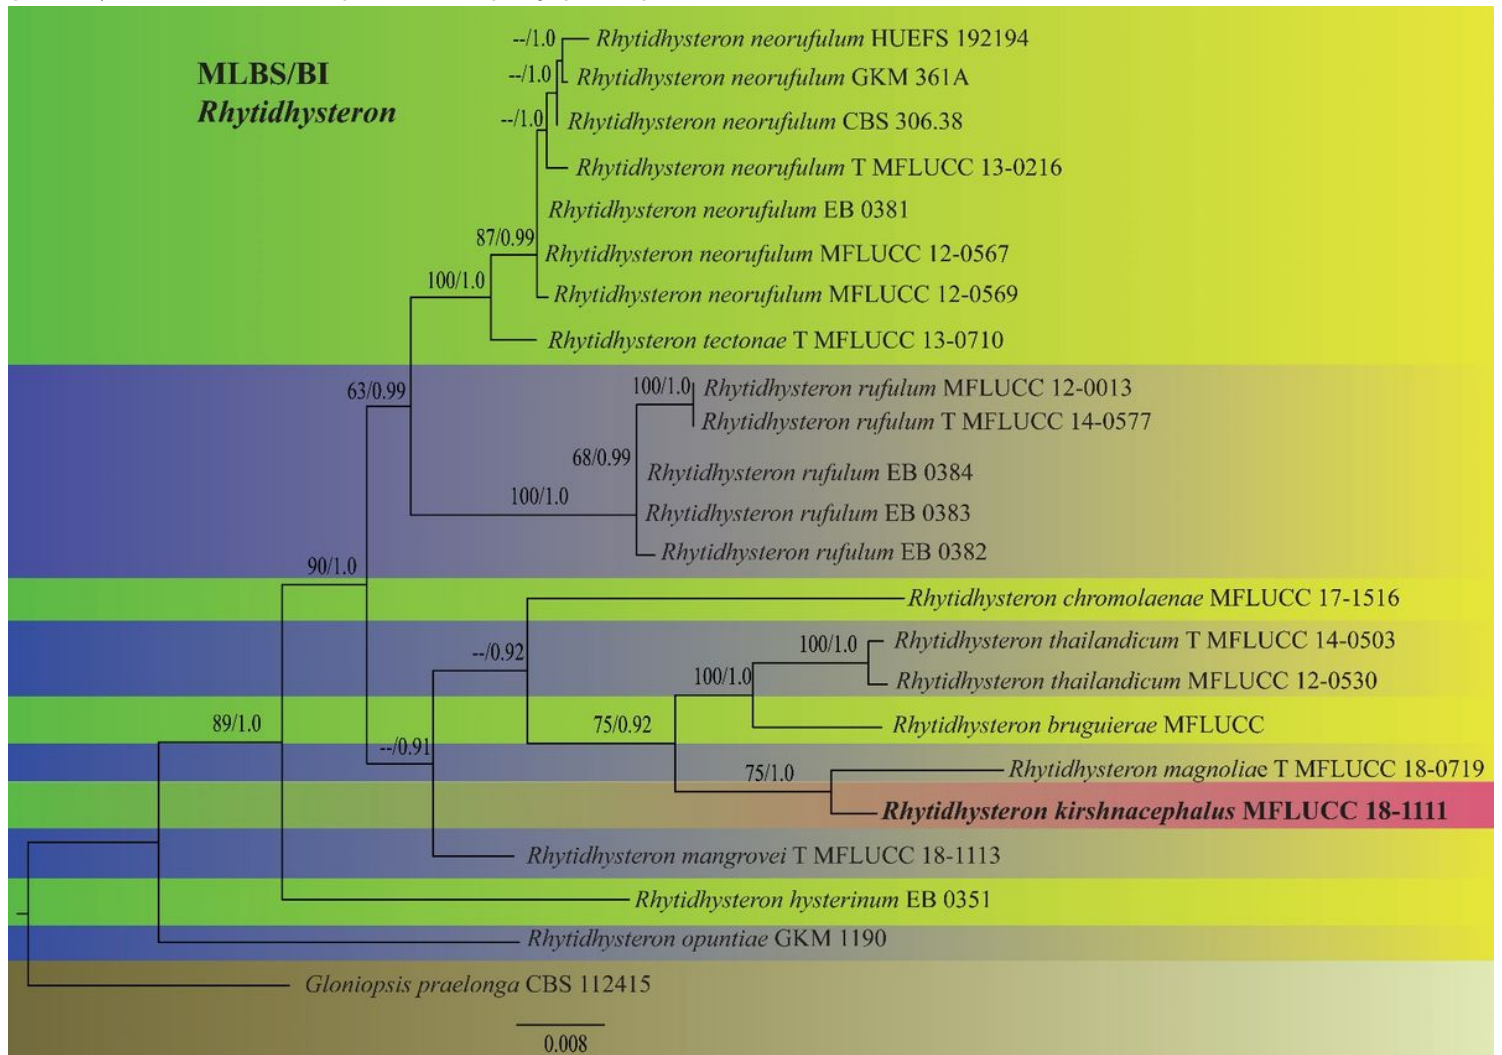 --/1.0
Rhytidhysteron neorufulum HUEFS 192194
MLBS/BI
Rhytidhysteron
--/1.0
Rhytidhysteron neorufulum GKM 361A
--/1.0
Rhytidhysteron neorufulum CBS 306.38
Rhytidhysteron neorufulum T MFLUCC 13-0216
Rhytidhysteron neorufulum EB 0381
87/0.99
Rhytidhysteron neorufulum MFLUCC 12-0567
100/1.0
Rhytidhysteron neorufulum MFLUCC 12-0569
Rhytidhysteron tectonae T MFLUCC 13-0710
63/0.99
100/1.0
Rhytidhysteron rufulum MFLUCC 12-0013
Rhytidhysteron rufulum T MFLUCC 14-0577
68/0.99
Rhytidhysteron rufulum EB 0384
100/1.0
Rhytidhysteron rufulum EB 0383
Rhytidhysteron rufulum EB 0382
90/1.0
Rhytidhysteron chromolaenae MFLUCC 17-1516
--/0.92
100/1.0
Rhytidhysteron thailandicum T MFLUCC 14-0503
100/1.0
Rhytidhysteron thailandicum MFLUCC 12-0530
89/1.0
75/0.92
Rhytidhysteron bruguierae MFLUCC
--/0.91
75/1.0
Rhytidhysteron magnoliae T MFLUCC 18-0719
Rhytidhysteron kirshnacephalus MFLUCC 18-1111
Rhytidhysteron mangrovei T MFLUCC 18-1113
Rhytidhysteron hysterinum EB 0351
Rhytidhysteron opuntiae GKM 1190
Gloniopsis praelonga CBS 112415
0.008